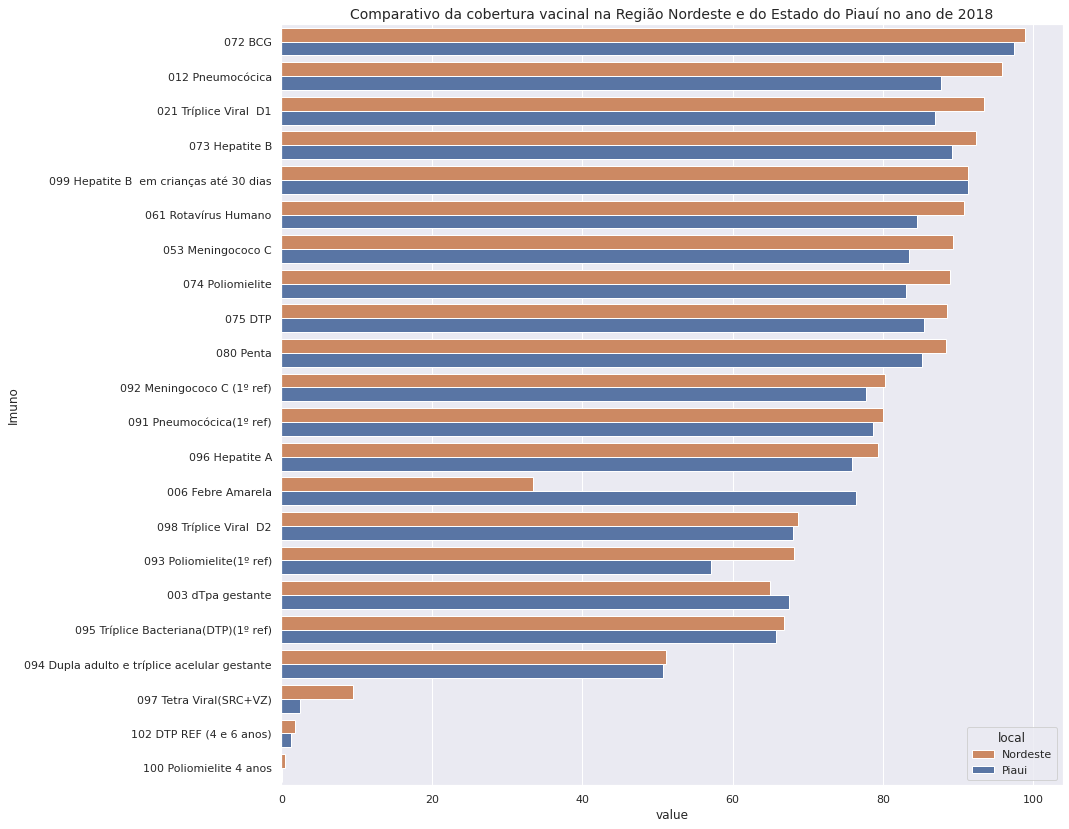 Comparativo da cobertura vacinal na Região Nordeste e do Estado do Piauí no ano de 2018
Imuno
072 BCG
012 Pneumocócica
021 Tríplice Viral  D1
073 Hepatite B
099 Hepatite B  em crianças até 30 dias
061 Rotavírus Humano
053 Meningococo C
074 Poliomielite
075 DTP
080 Penta
092 Meningococo C (1º ref)
091 Pneumocócica(1º ref)
096 Hepatite A
006 Febre Amarela
098 Tríplice Viral  D2
093 Poliomielite(1º ref)
003 dTpa gestante
095 Tríplice Bacteriana(DTP)(1º ref)
094 Dupla adulto e tríplice acelular gestante
097 Tetra Viral(SRC+VZ)
102 DTP REF (4 e 6 anos)
100 Poliomielite 4 anos
local
Nordeste
Piaui
0 20 40 60 80 100
value